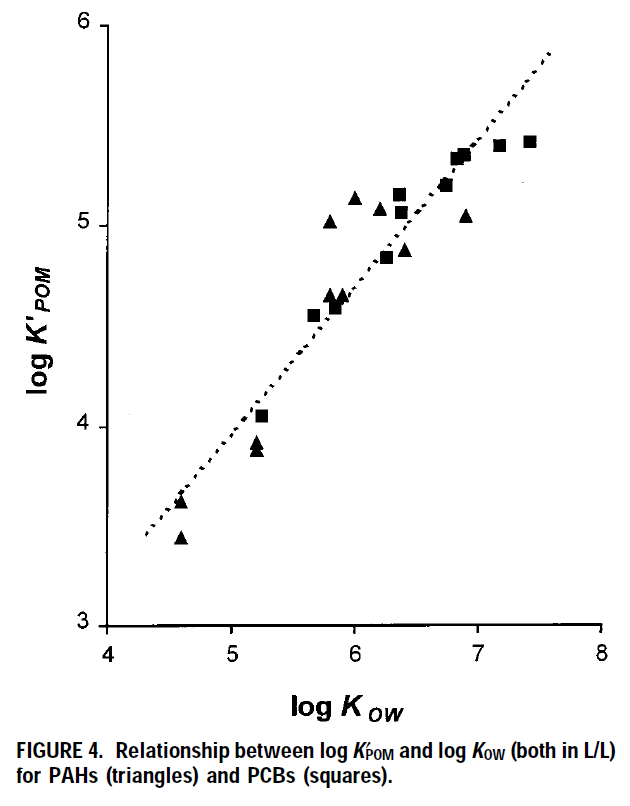 6
5
4
3
log K'POM
4 5 6 7 8
log K OW
FIGURE 4. Relationship between log K′POM and log KOW (both in L/L)
for PAHs (triangles) and PCBs (squares).